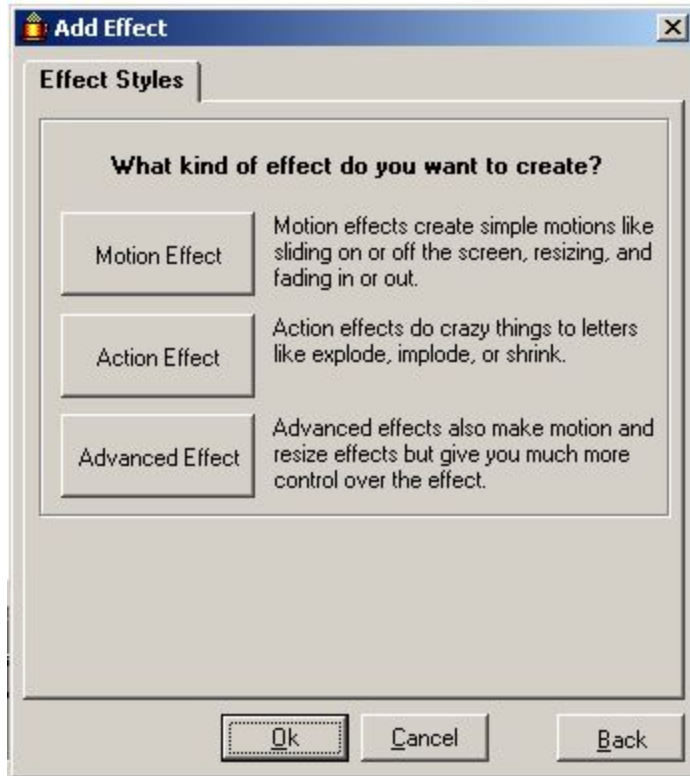 Add Effect
Effect Styles
What kind of effect do you want to create?
Motion Effect
Motion effects create simple motions like
sliding on or off the screen, resizing, and
fading in or out.
Action Effect
Action effects do crazy things to letters
like explode, implode, or shrink.
Advanced Effect
Advanced effects also make motion and
resize effects but give you much more
control over the effect.
Ok
Cancel
Back